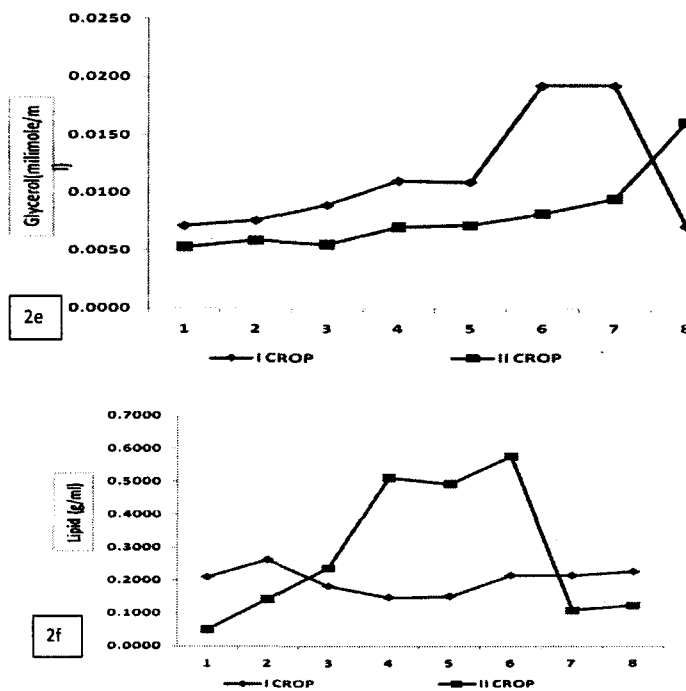 0.0250
0.0200
0.0150
0.0100
0.0050
0.0000
Glycerol(milimole/m
l)
2e
1 2 3 4 5 6 7 8
I CROP II CROP
0.7000
0.6000
0.5000
0.4000
0.3000
0.2000
0.1000
0.0000
Lipid (g/ml)
2f
1 2 3 4 5 6 7 8
I CROP II CROP